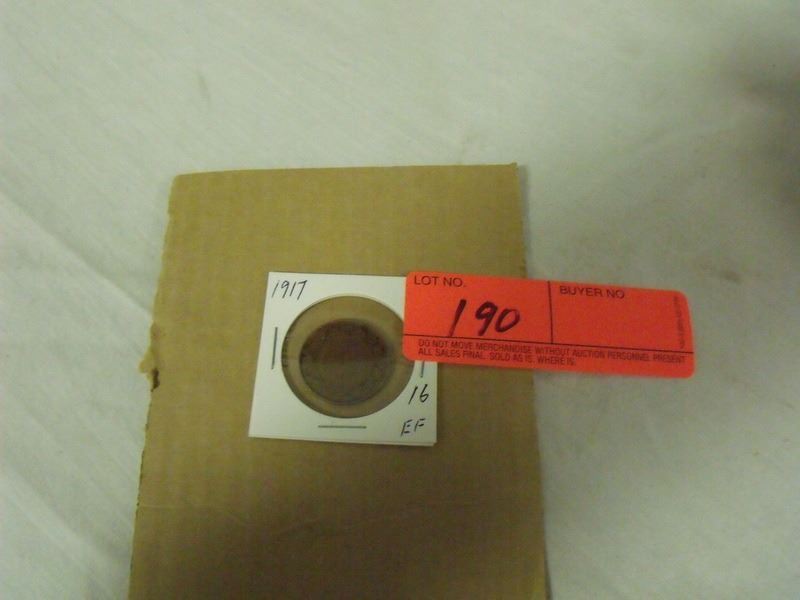 1917
LOT NO.
190
BUYER NO
DO NOT MOVE MERCHANDISE WITHOUT AUCTION PERSONNEL PRESENT
ALL SALES FINAL. SOLD AS IS. WHERE IS.
16
EF